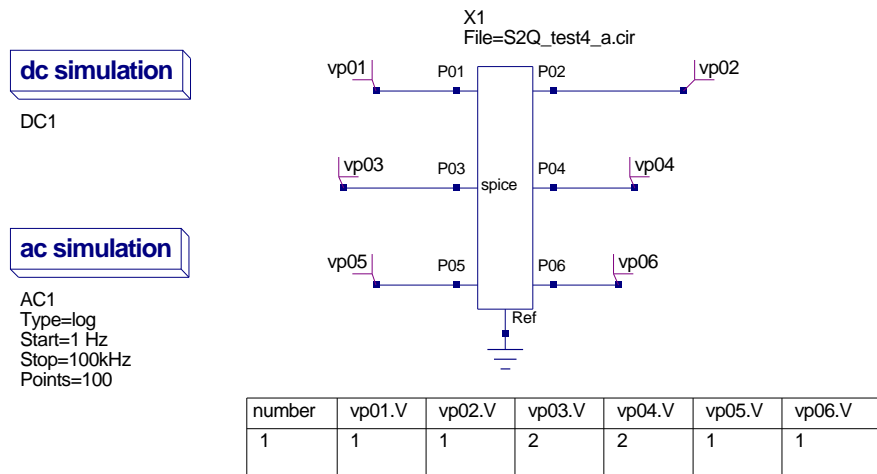 X1
File=S2Q_test4_a.cir
dc simulation
DC1
vp01
P01
P02
vp02
vp03
P03
spice
P04
vp04
ac simulation
AC1
Type=log
Start=1 Hz
Stop=100kHz
Points=100
vp05
P05
P06
vp06
Ref
number vp01.V vp02.V vp03.V vp04.V vp05.V vp06.V
1 1 1 2 2 1 1